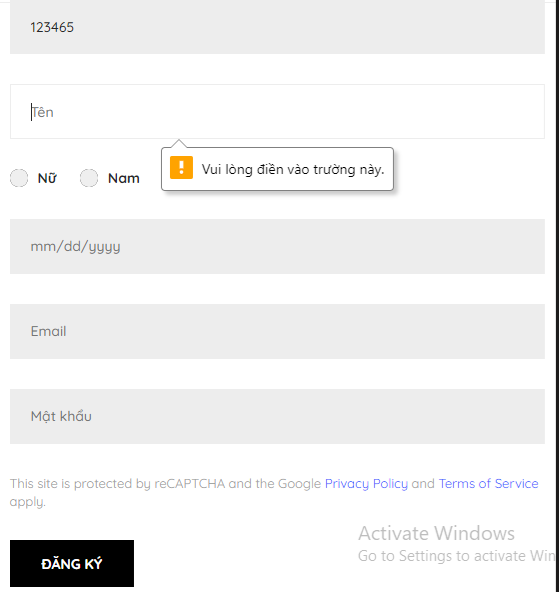 123465
Tên
Vui lòng điền vào trường này.
Nữ
Nam
mm/dd/yyyy
Email
Mật khẩu
This site is protected by reCAPTCHA and the Google Privacy Policy and Terms of Service
apply.
Activate Windows
Go to Settings to activate Win
ĐĂNG KÝ